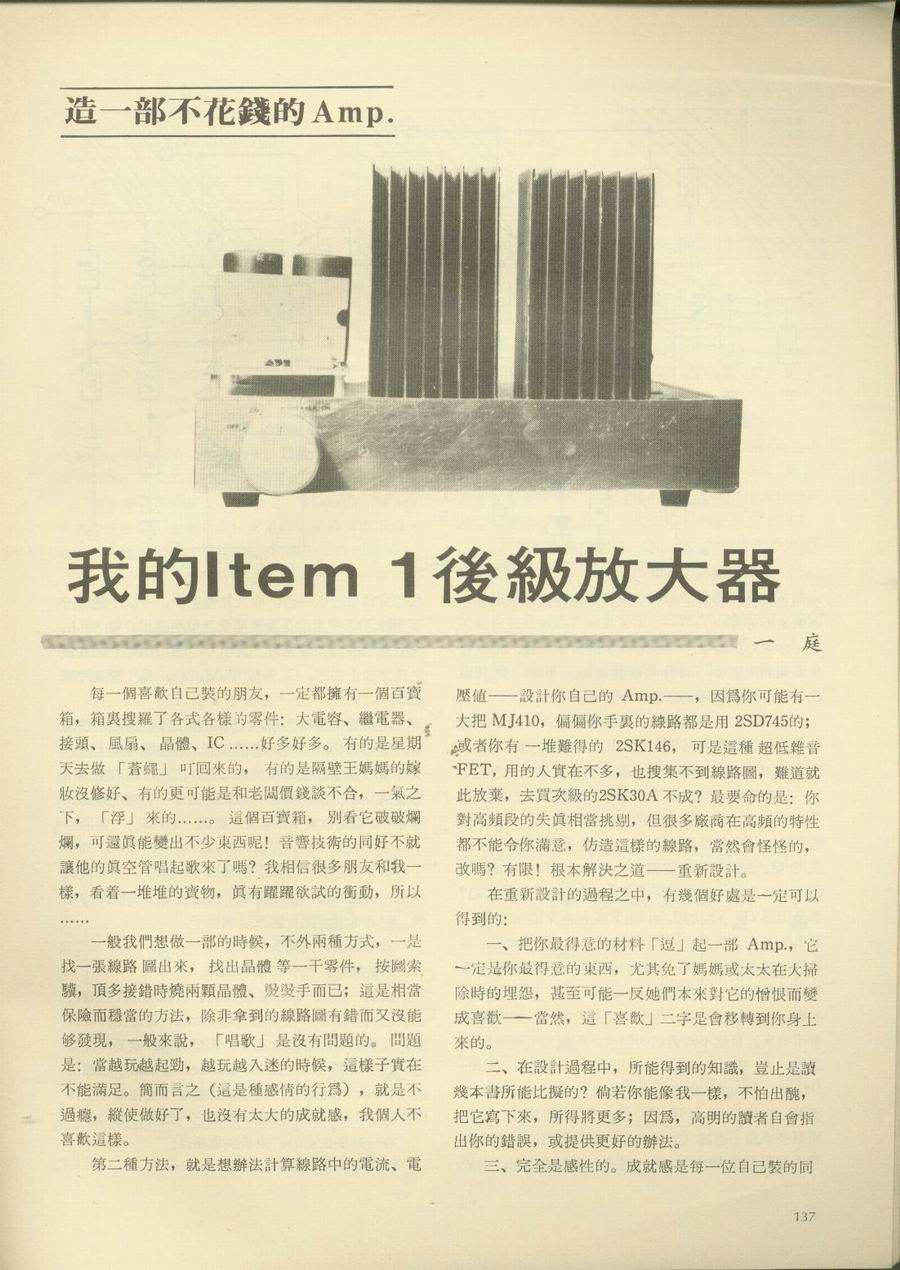 造一部不花錢的 Amp.
OFF
我的Item 1後級放大器
一 庭
每一個喜歡自己裝的朋友，一定都擁有一個百寶
箱，箱裏搜羅了各式各樣的零件：大電容、繼電器、
接頭、風扇、晶體、IC……好多好多。有的是星期
天去做「蒼蠅」叮回來的，有的是隔壁王媽媽的嫁
妝沒修好、有的更可能是和老闆價錢談不合，一氣之
下，「浮」來的……。這個百寶箱，別看它破破爛
爛，可還眞能變出不少東西呢！音響技術的同好不就
讓他的眞空管唱起歌來了嗎？我相信很多朋友和我一
樣，看着一堆堆的寶物，眞有躍躍欲試的衝動，所以
……
一般我們想做一部的時候，不外兩種方式，一是
找一張線路圖出來，找出晶體等一干零件，按圖索
驥，頂多接錯時燒兩顆晶體、燙燙手而已；這是相當
保險而穩當的方法，除非拿到的線路圖有錯而又沒能
够發現，一般來說，「唱歌」是沒有問題的。問題
是：當越玩越起勁，越玩越入迷的時候，這樣子實在
不能滿足。簡而言之（這是種感情的行爲），就是不
過癮，縱使做好了，也沒有太大的成就感，我個人不
喜歡這樣。
第二種方法，就是想辦法計算線路中的電流、電
壓値——設計你自己的 Amp.——，因爲你可能有一
大把 MJ410，偏偏你手裏的線路都是用 2SD745的；
或者你有一堆難得的 2SK146，可是這種超低雜音
FET，用的人實在不多，也搜集不到線路圖，難道就
此放棄，去買次級的2SK30A不成？最要命的是：你
對高頻段的失眞相當挑剔，但很多廠商在高頻的特性
都不能令你滿意，仿造這樣的線路，當然會怪怪的，
改嗎？有限！根本解決之道——重新設計。
在重新設計的過程之中，有幾個好處是一定可以
得到的：
一、把你最得意的材料「逗」起一部 Amp.，它
一定是你最得意的東西，尤其免了媽媽或太太在大掃
除時的埋怨，甚至可能一反她們本來對它的憎恨而變
成喜歡——當然，這「喜歡」二字是會移轉到你身上
來的。
二、在設計過程中，所能得到的知識，豈止是讀
幾本書所能比擬的？倘若你能像我一樣，不怕出醜，
把它寫下來，所得將更多；因爲，高明的讀者自會指
出你的錯誤，或提供更好的辦法。
三、完全是感性的。成就感是每一位自己裝的同
137